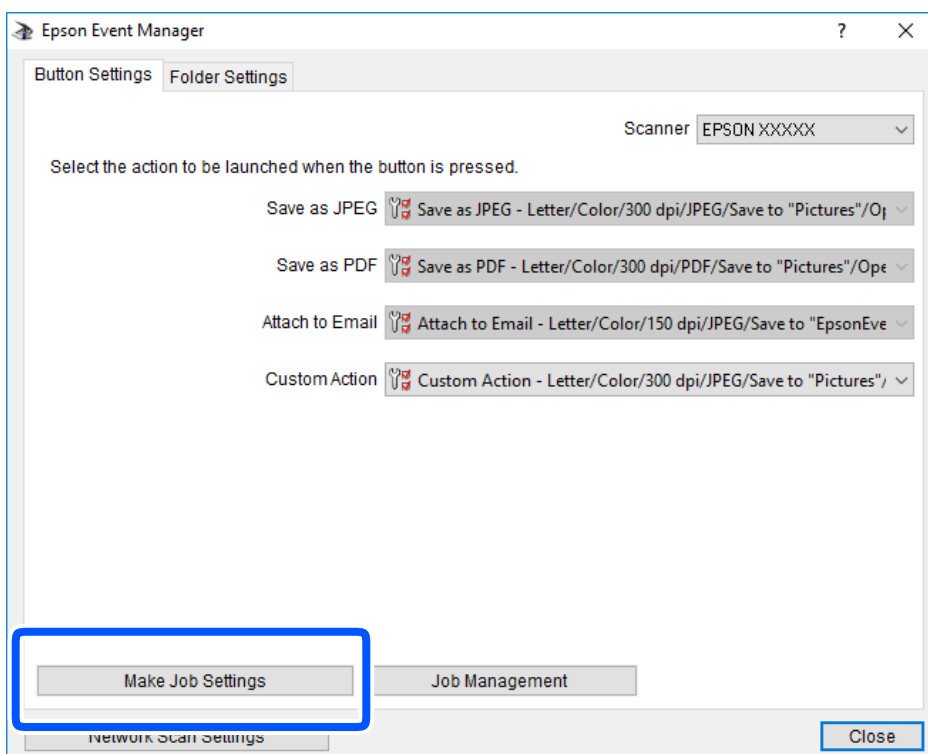 Epson Event Manager
Button Settings Folder Settings
Scanner EPSON XXXXX
Select the action to be launched when the button is pressed.
Save as JPEG Save as JPEG - Letter/Color/300 dpi/JPEG/Save to "Pictures"/Op
Save as PDF Save as PDF - Letter/Color/300 dpi/PDF/Save to "Pictures"/Ope
Attach to Email Attach to Email - Letter/Color/150 dpi/JPEG/Save to "EpsonEve
Custom Action Custom Action - Letter/Color/300 dpi/JPEG/Save to "Pictures"/
Make Job Settings Job Management
Network Scan Settings Close